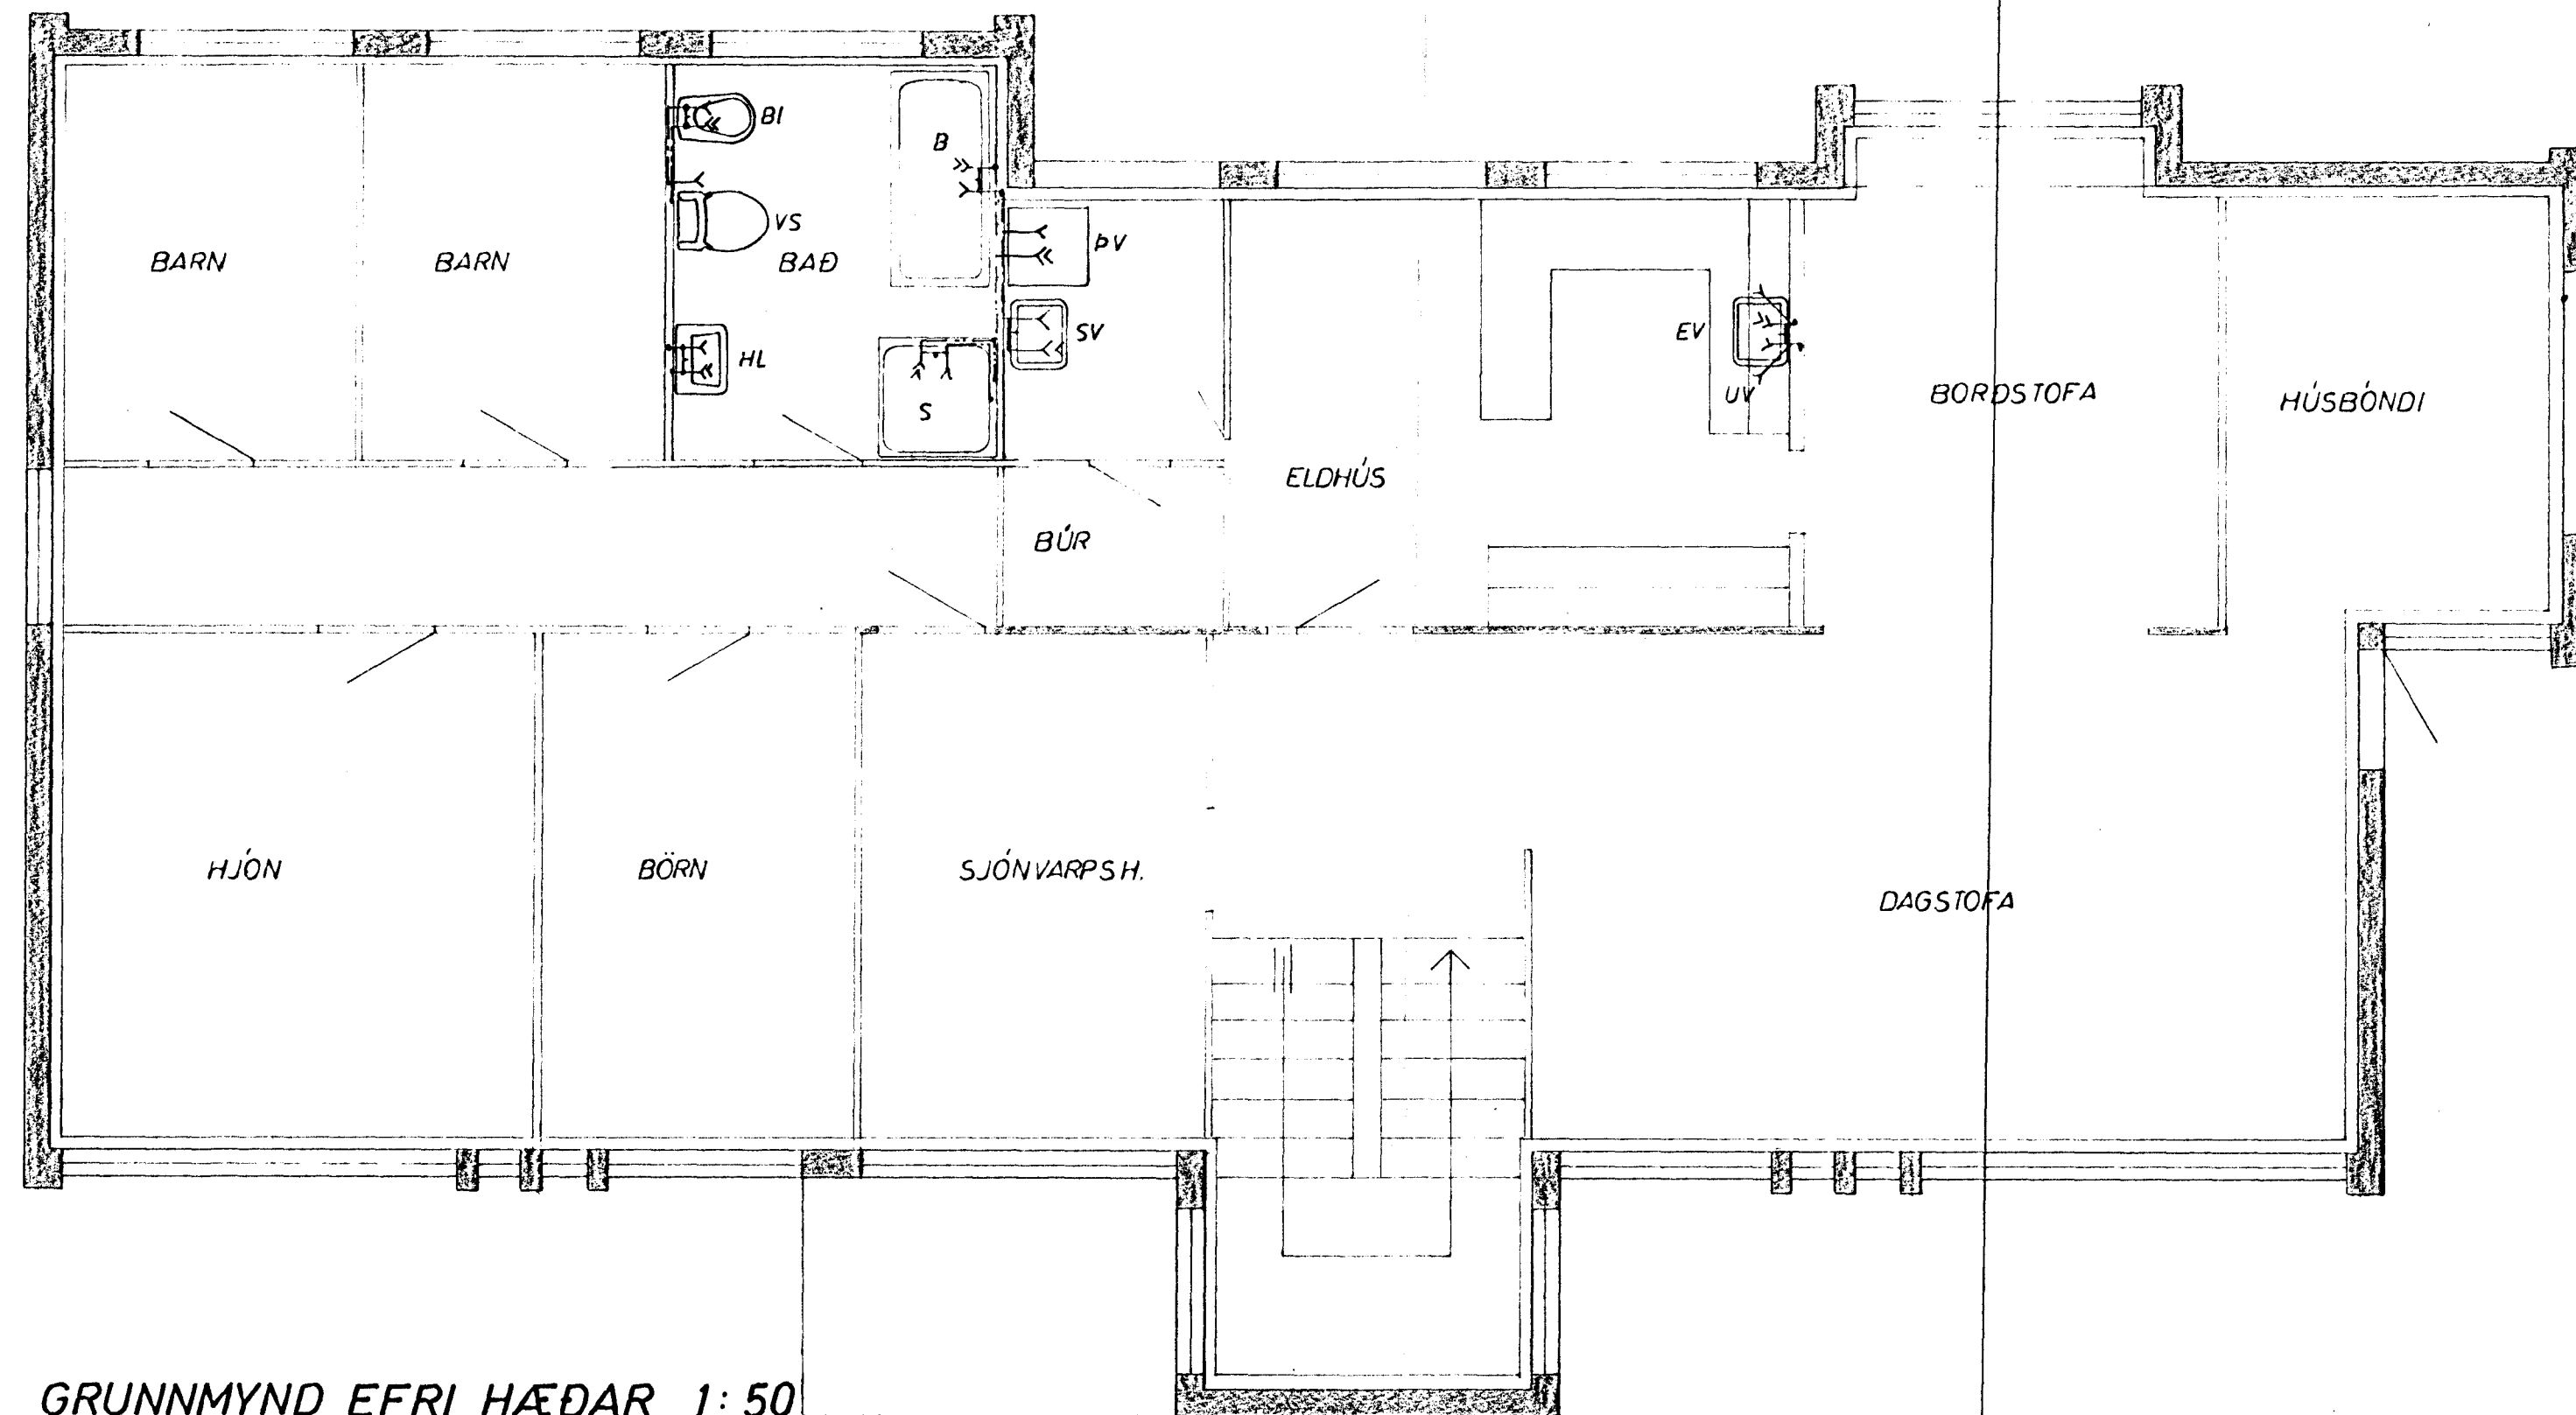 BI
B
VS
ÞV
BARN
BARN
BAÐ
SV
EV
HL
UV
BORÐSTOFA
HÚSBÓNDI
S
ELDHÚS
BÚR
HJÓN
BÖRN
SJÓNVARPSH.
DAGSTOFA
GRUNNMYND EFRI HÆÐAR 1:50